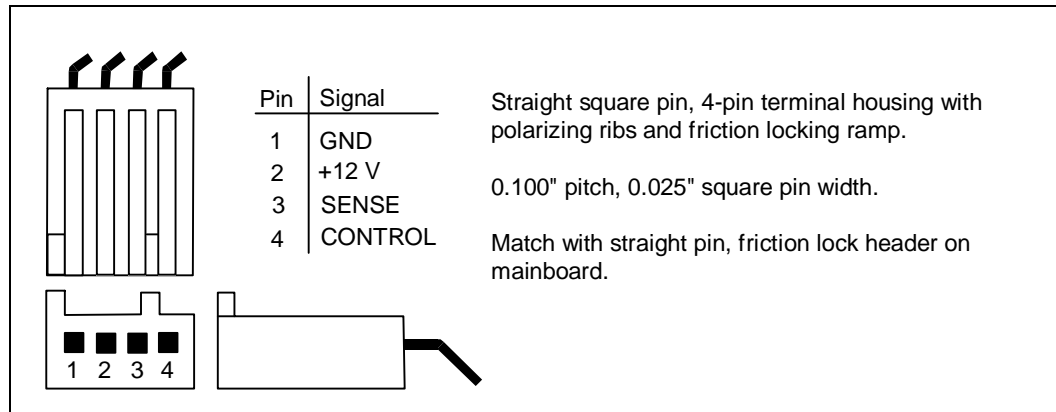 Pin Signal
1 GND
2 +12 V
3 SENSE
4 CONTROL
Straight square pin, 4-pin terminal housing with
polarizing ribs and friction locking ramp.
0.100" pitch, 0.025" square pin width.
Match with straight pin, friction lock header on
mainboard.
1 2 3 4